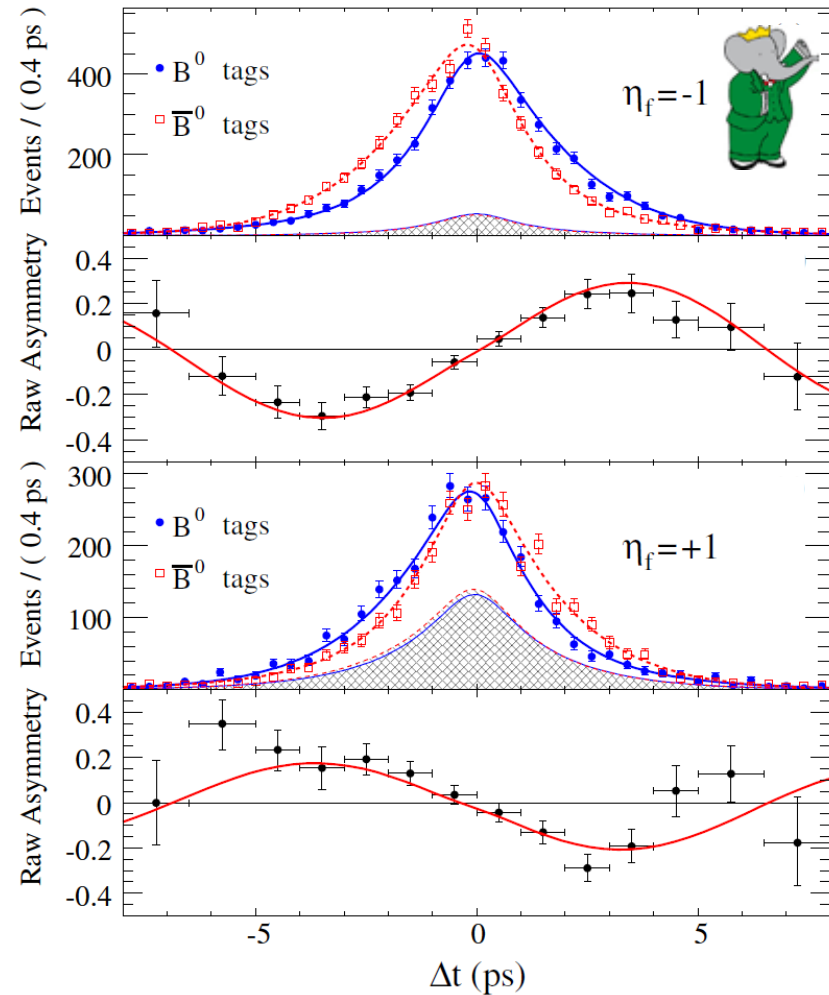 Events / ( 0.4 ps )
400
200
B⁰ tags
B̅⁰ tags
η_f=-1
Raw Asymmetry
0.4
0.2
0
-0.2
-0.4
Events / ( 0.4 ps )
300
200
100
B⁰ tags
B̅⁰ tags
η_f=+1
Raw Asymmetry
0.4
0.2
0
-0.2
-0.4
-5 0 5
Δt (ps)